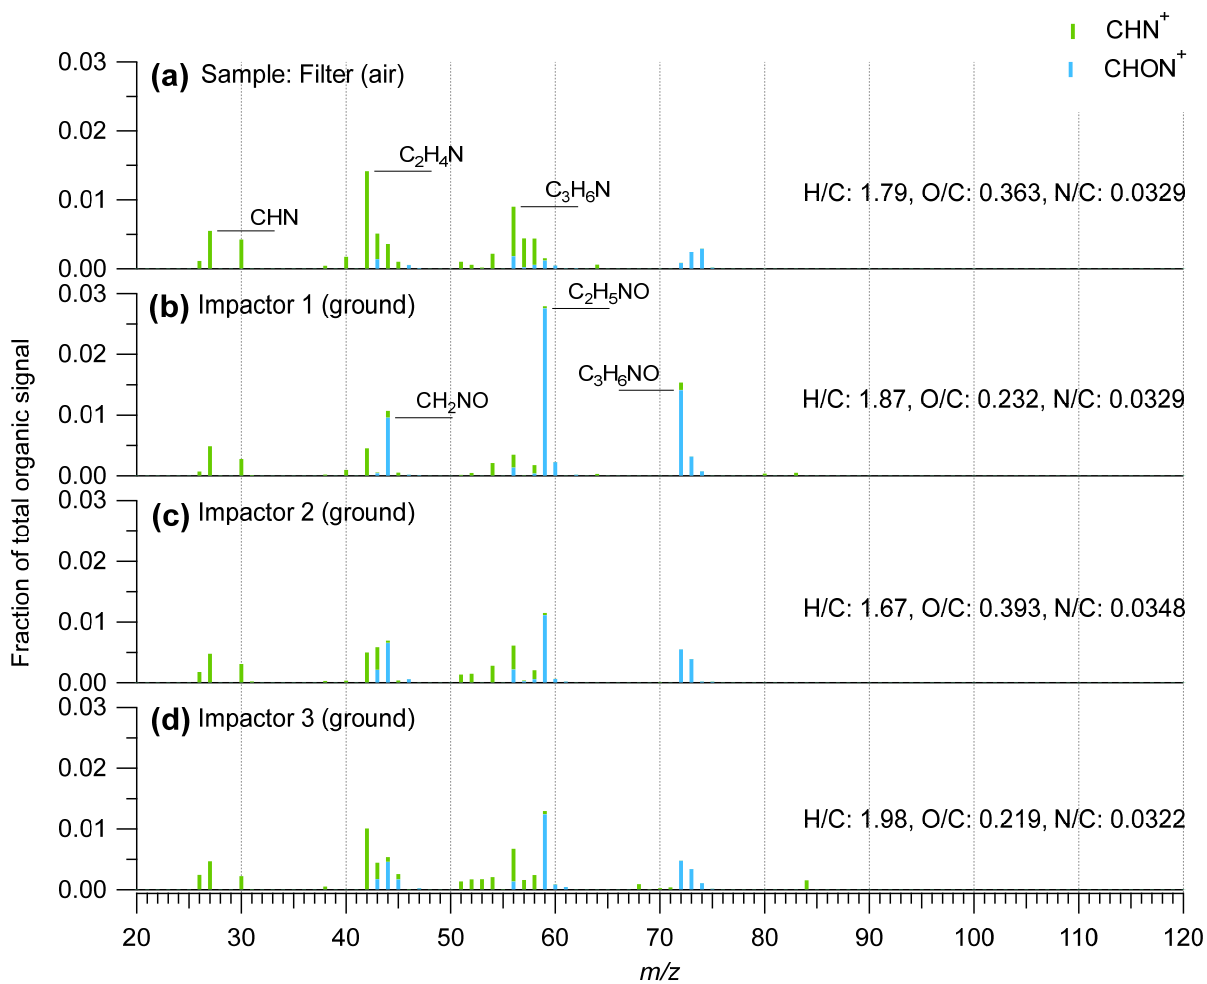 CHN+
CHON+
(a) Sample: Filter (air)
0.03
0.02
0.01
0.00
CHN
C2H4N
C3H6N
H/C: 1.79, O/C: 0.363, N/C: 0.0329
(b) Impactor 1 (ground)
0.03
0.02
0.01
0.00
CH2NO
C2H5NO
C3H6NO
H/C: 1.87, O/C: 0.232, N/C: 0.0329
(c) Impactor 2 (ground)
0.03
0.02
0.01
0.00
H/C: 1.67, O/C: 0.393, N/C: 0.0348
(d) Impactor 3 (ground)
0.03
0.02
0.01
0.00
H/C: 1.98, O/C: 0.219, N/C: 0.0322
Fraction of total organic signal
20 30 40 50 60 70 80 90 100 110 120
m/z